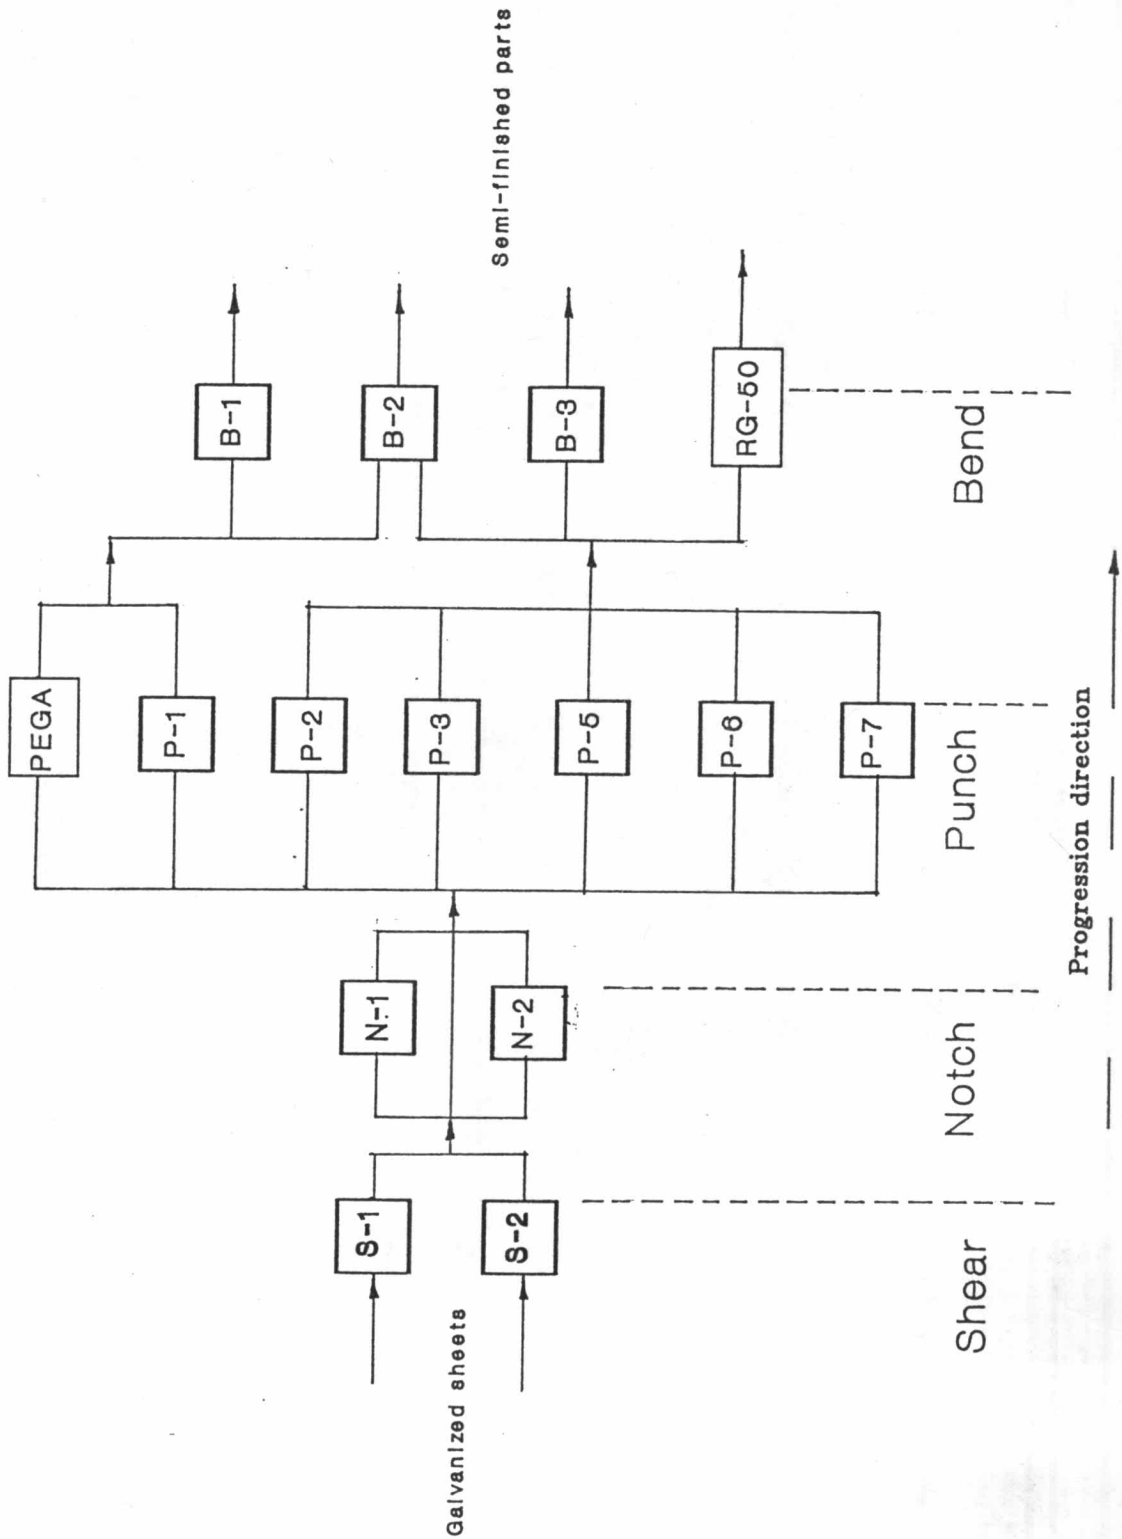 Galvanized sheets
S-1
S-2
N-1
N-2
PEGA
P-1
P-2
P-3
P-5
P-6
P-7
B-1
B-2
B-3
RG-50
Semi-finished parts
Shear
Notch
Punch
Bend
Progression direction